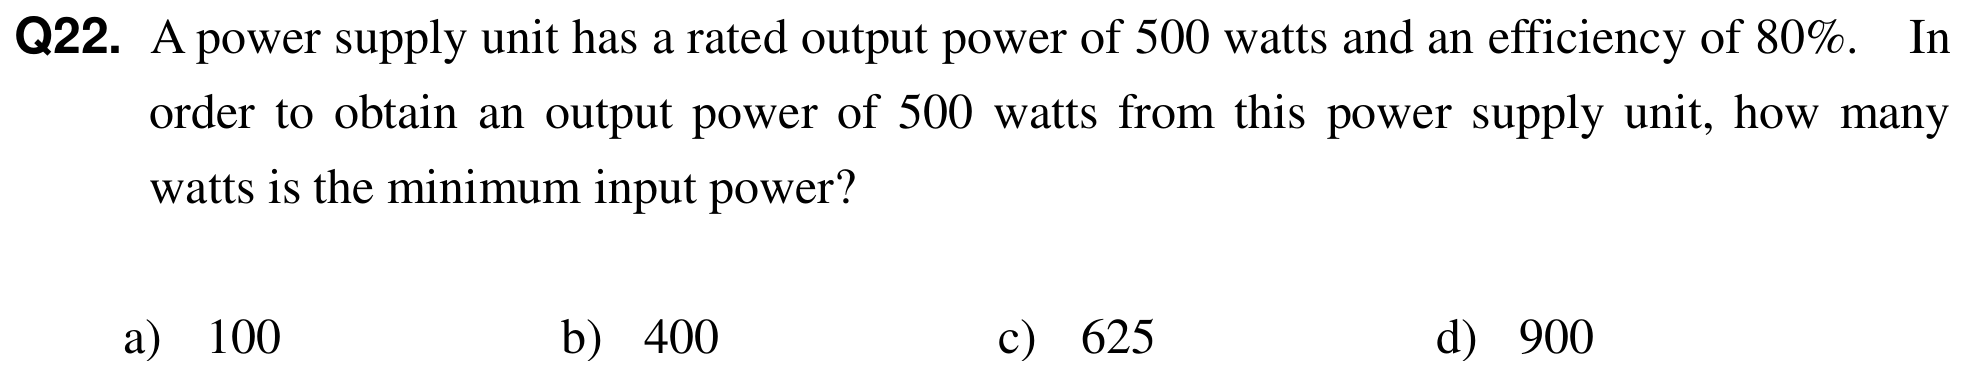 Q22. A power supply unit has a rated output power of 500 watts and an efficiency of 80%. In
order to obtain an output power of 500 watts from this power supply unit, how many
watts is the minimum input power?
a) 100 b) 400 c) 625 d) 900